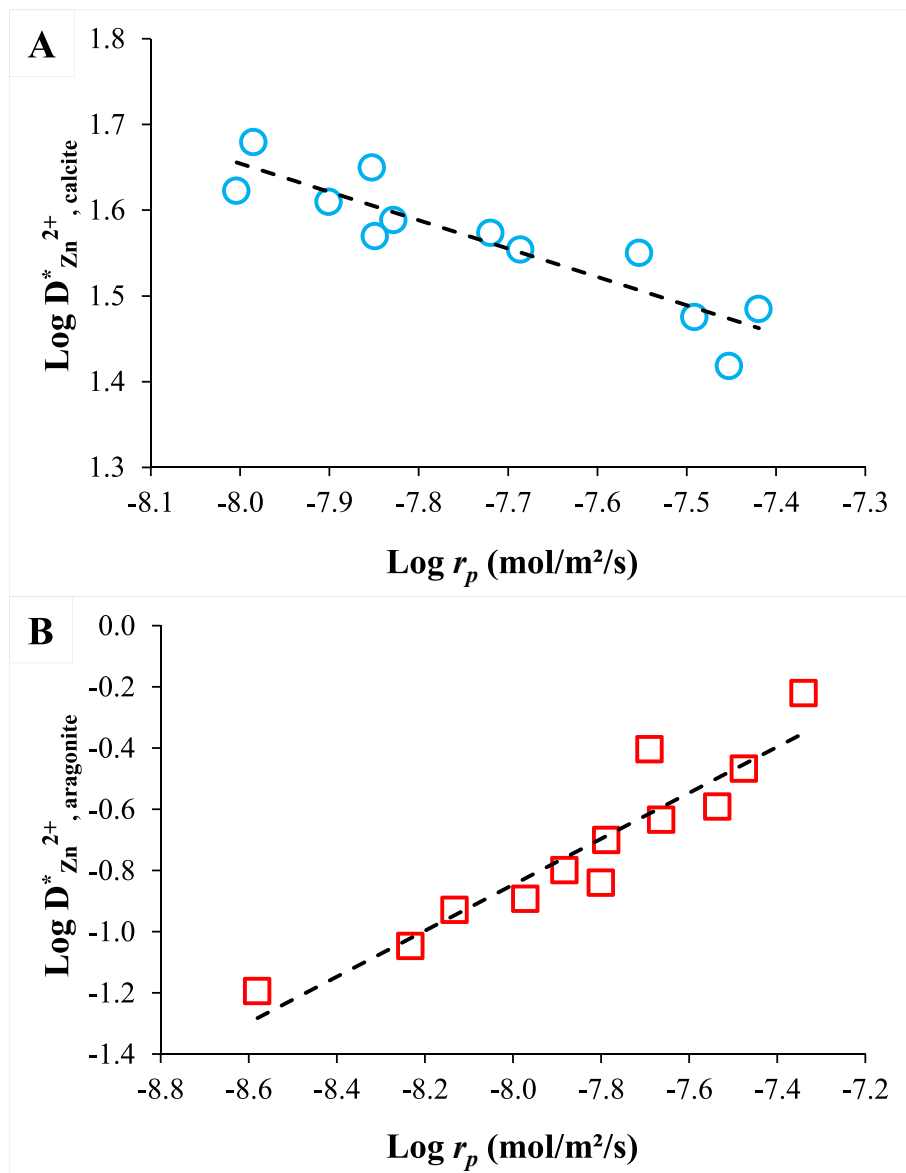 A
1.8
1.7
1.6
1.5
1.4
1.3
Log D*Zn2+, calcite
-8.1 -8.0 -7.9 -7.8 -7.7 -7.6 -7.5 -7.4 -7.3
Log rp (mol/m²/s)
B
0.0
-0.2
-0.4
-0.6
-0.8
-1.0
-1.2
-1.4
Log D*Zn2+, aragonite
-8.8 -8.6 -8.4 -8.2 -8.0 -7.8 -7.6 -7.4 -7.2
Log rp (mol/m²/s)